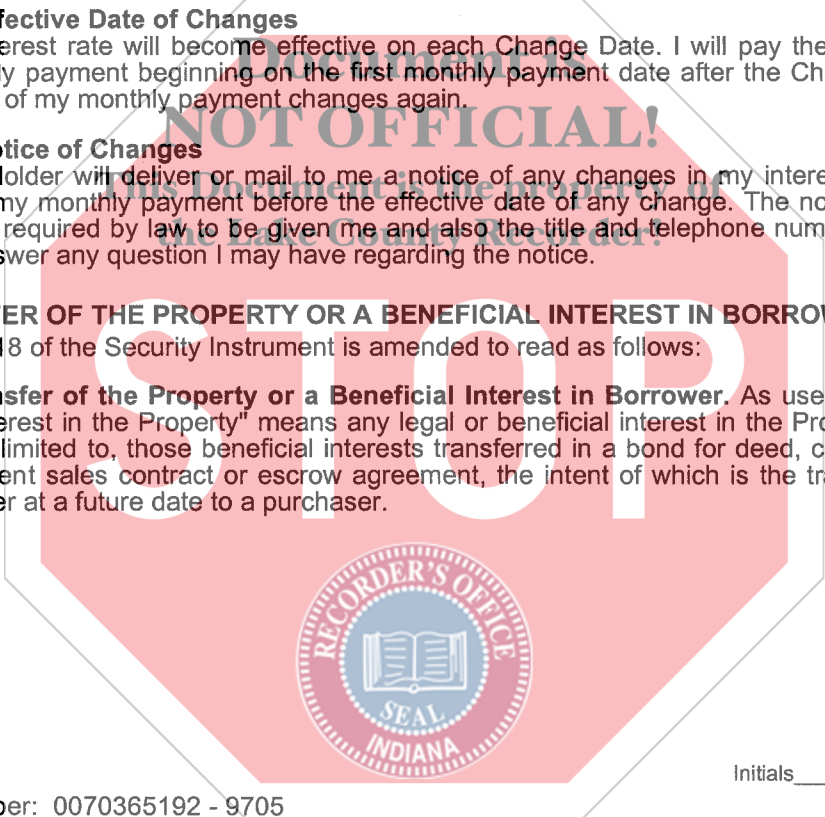 fective Date of Changes
erest rate will become effective on each Change Date. I will pay the
ly payment beginning on the first monthly payment date after the Ch
of my monthly payment changes again.
Document is
NOT OFFICIAL!
This Document is the property of
the Lake County Recorder!
tice of Changes
older will deliver or mail to me a notice of any changes in my intere
ny monthly payment before the effective date of any change. The no
required by law to be given me and also the title and telephone num
swer any question I may have regarding the notice.
ER OF THE PROPERTY OR A BENEFICIAL INTEREST IN BORROW
18 of the Security Instrument is amended to read as follows:
sfer of the Property or a Beneficial Interest in Borrower. As use
erest in the Property" means any legal or beneficial interest in the Pro
limited to, those beneficial interests transferred in a bond for deed, c
ent sales contract or escrow agreement, the intent of which is the tra
er at a future date to a purchaser.
STOP
RECORDER'S OFFICE
SEAL
INDIANA
Initials
ber: 0070365192 - 9705